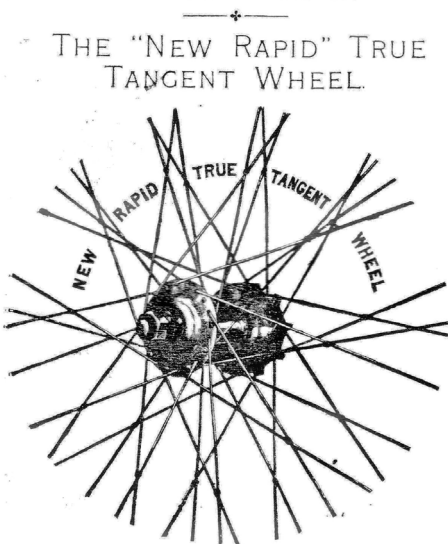 THE "NEW RAPID" TRUE
TANGENT WHEEL.
NEW RAPID TRUE TANGENT WHEEL